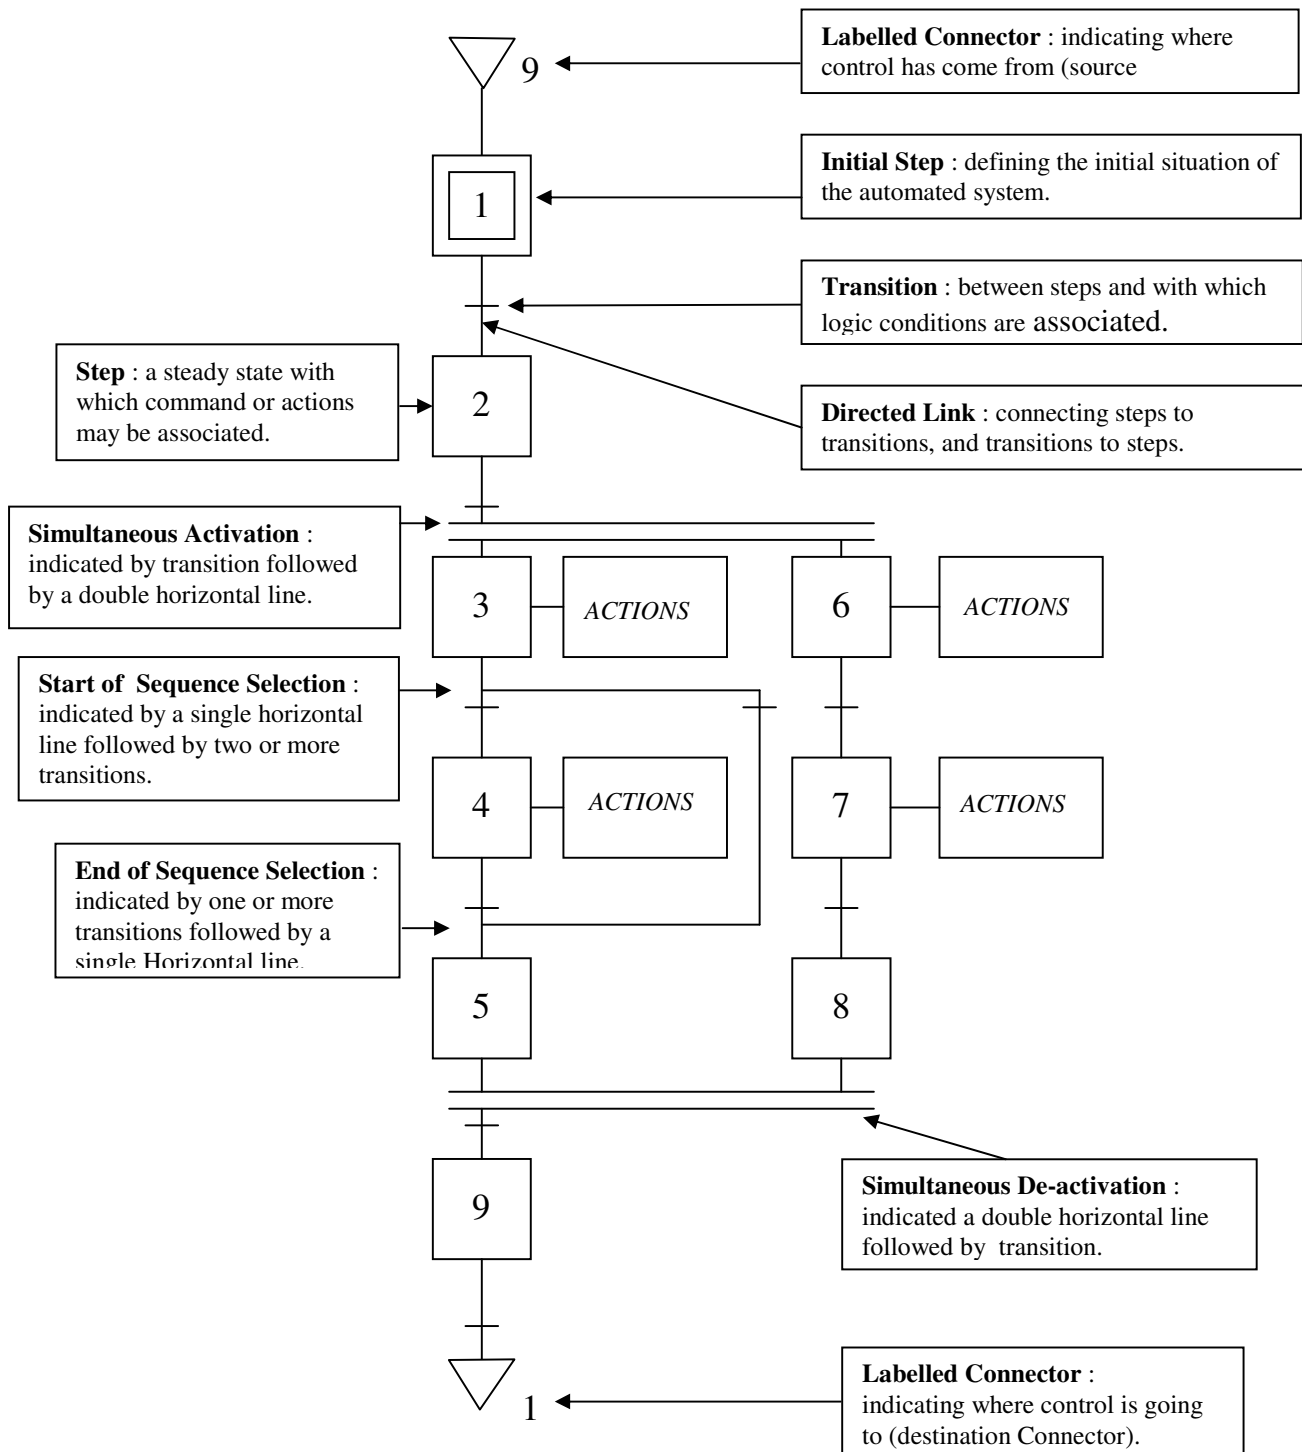 9
Labelled Connector : indicating where
control has come from (source
1
Initial Step : defining the initial situation of
the automated system.
Transition : between steps and with which
logic conditions are associated.
Step : a steady state with
which command or actions
may be associated.
2
Directed Link : connecting steps to
transitions, and transitions to steps.
Simultaneous Activation :
indicated by transition followed
by a double horizontal line.
3
ACTIONS
6
ACTIONS
Start of Sequence Selection :
indicated by a single horizontal
line followed by two or more
transitions.
4
ACTIONS
7
ACTIONS
End of Sequence Selection :
indicated by one or more
transitions followed by a
single Horizontal line.
5
8
9
Simultaneous De-activation :
indicated a double horizontal line
followed by transition.
1
Labelled Connector :
indicating where control is going
to (destination Connector).